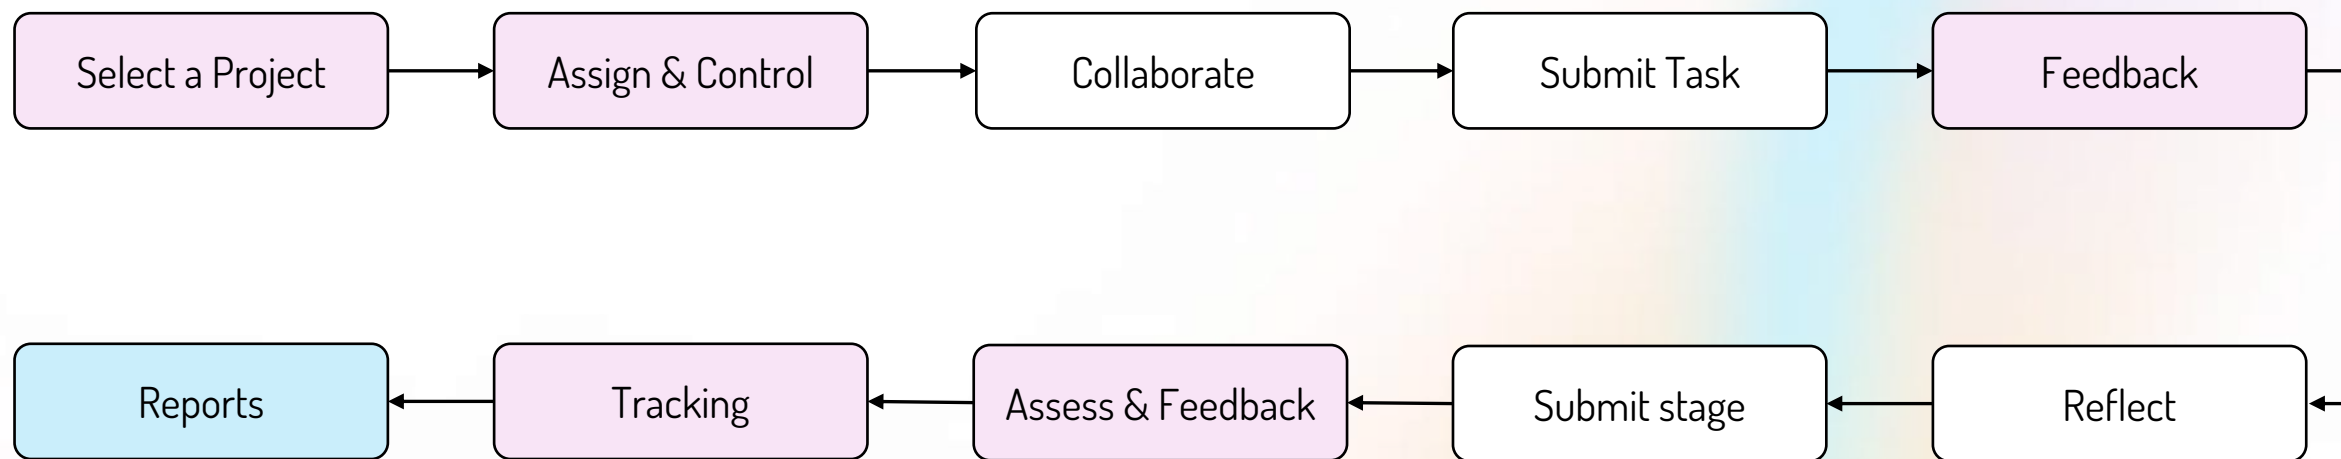 Select a Project
Assign & Control
Collaborate
Submit Task
Feedback
Reports
Tracking
Assess & Feedback
Submit stage
Reflect